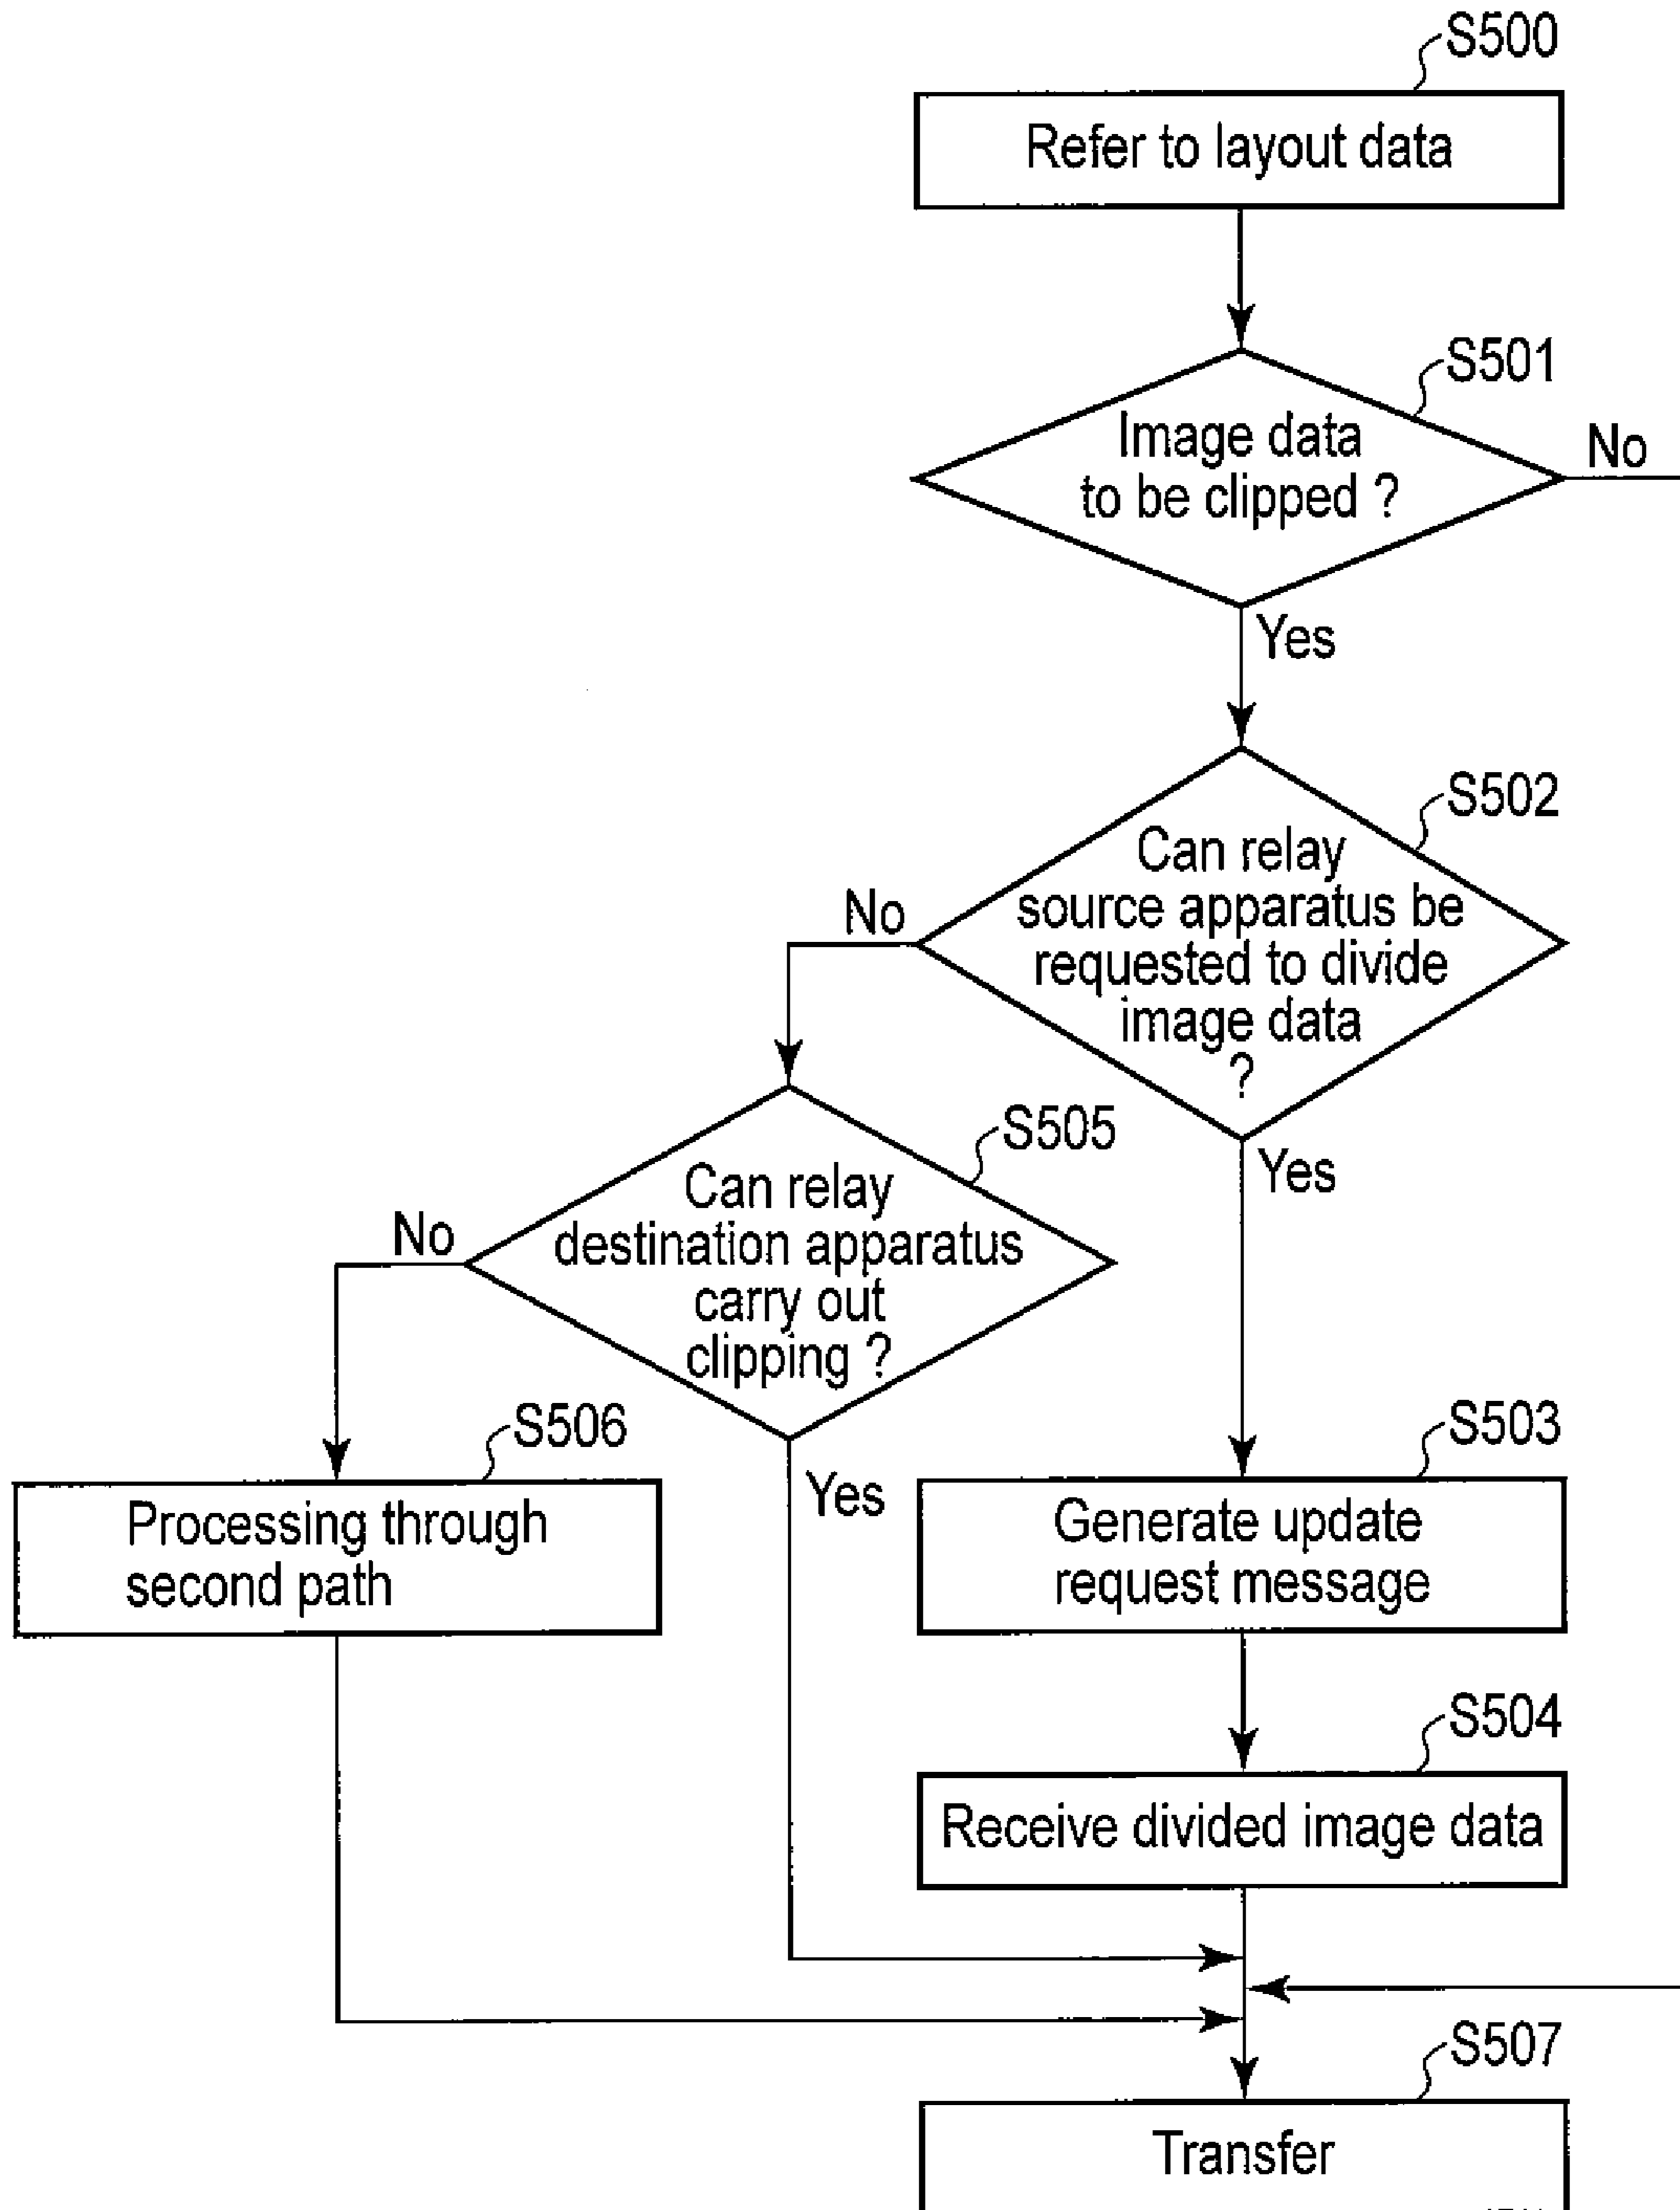 S500
Refer to layout data
S501
Image data
to be clipped ?
No
Yes
S502
Can relay
source apparatus be
requested to divide
image data
?
No
Yes
S505
Can relay
destination apparatus
carry out
clipping ?
No
Yes
S506
Processing through
second path
S503
Generate update
request message
S504
Receive divided image data
S507
Transfer